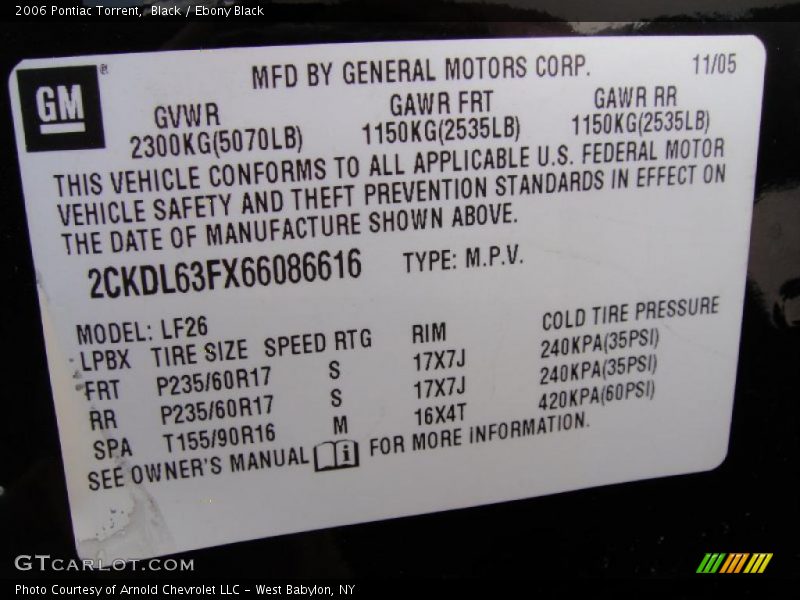 2006 Pontiac Torrent, Black / Ebony Black
GM®
MFD BY GENERAL MOTORS CORP. 11/05
GVWR GAWR FRT GAWR RR
2300KG(5070LB) 1150KG(2535LB) 1150KG(2535LB)
THIS VEHICLE CONFORMS TO ALL APPLICABLE U.S. FEDERAL MOTOR
VEHICLE SAFETY AND THEFT PREVENTION STANDARDS IN EFFECT ON
THE DATE OF MANUFACTURE SHOWN ABOVE.
2CKDL63FX66086616 TYPE: M.P.V.
MODEL: LF26
LPBX TIRE SIZE SPEED RTG RIM COLD TIRE PRESSURE
FRT P235/60R17 S 17X7J 240KPA(35PSI)
RR P235/60R17 S 17X7J 240KPA(35PSI)
SPA T155/90R16 M 16X4T 420KPA(60PSI)
SEE OWNER'S MANUAL i FOR MORE INFORMATION.
GTCARLOT.COM
Photo Courtesy of Arnold Chevrolet LLC – West Babylon, NY